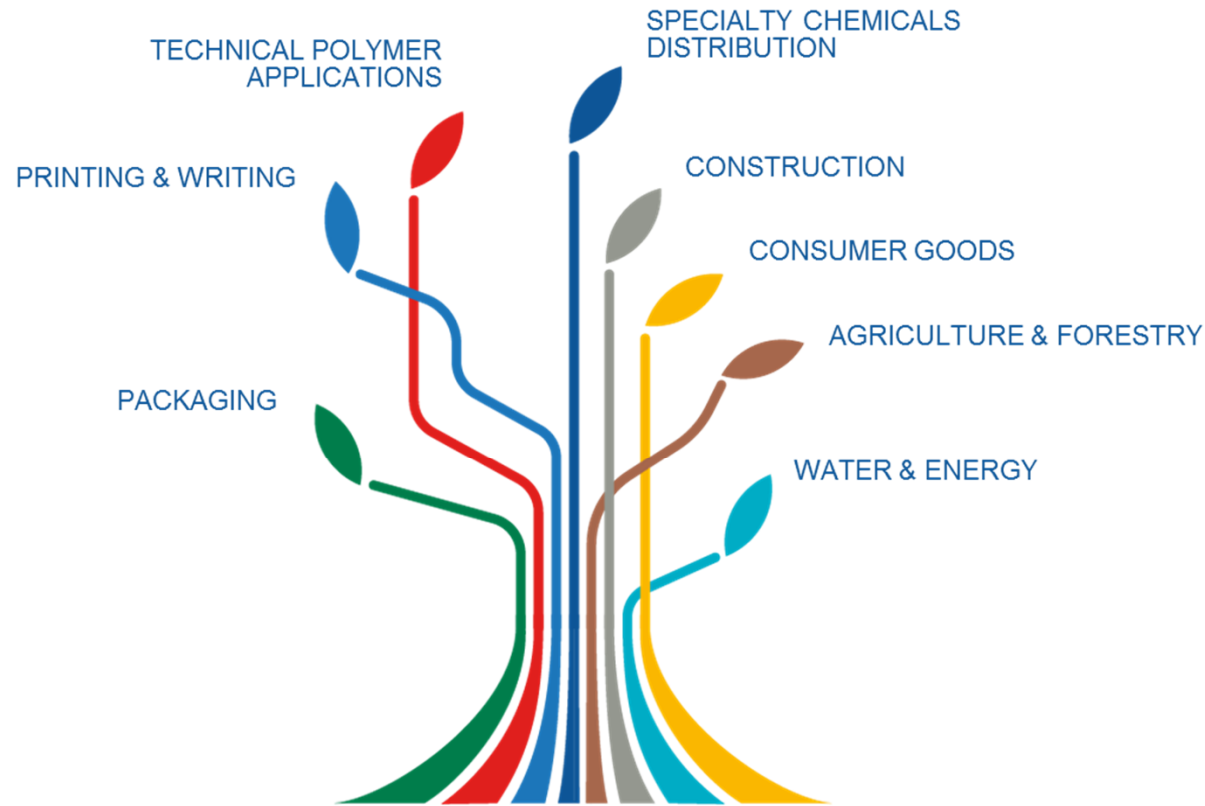 SPECIALTY CHEMICALS
DISTRIBUTION
TECHNICAL POLYMER
APPLICATIONS
PRINTING & WRITING
CONSTRUCTION
CONSUMER GOODS
AGRICULTURE & FORESTRY
PACKAGING
WATER & ENERGY